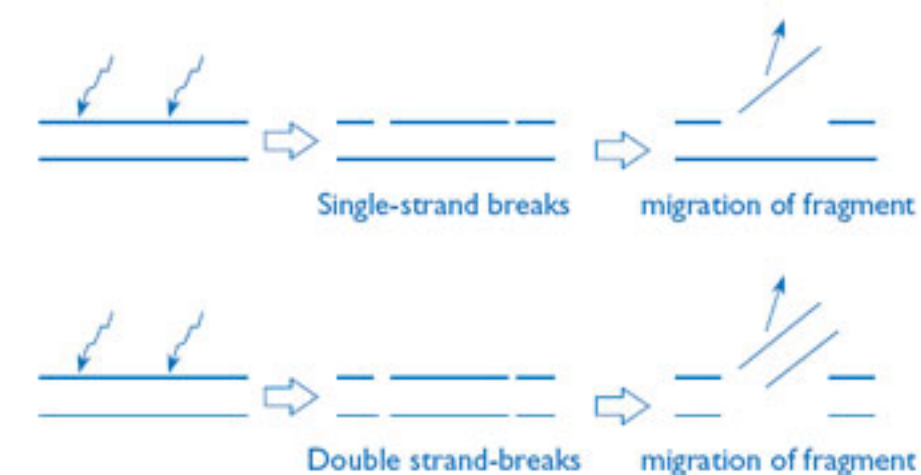 Single-strand breaks
migration of fragment
Double strand-breaks
migration of fragment